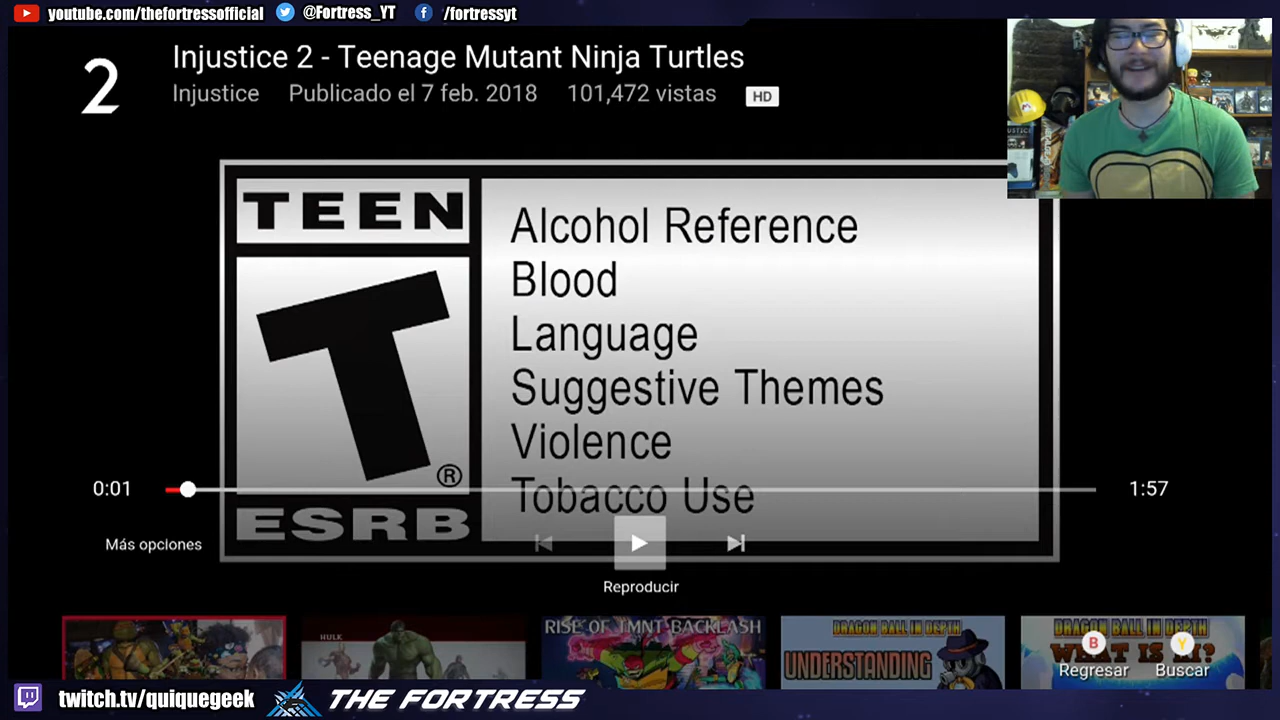 youtube.com/thefortressofficial @Fortress_YT /fortressyt
2
Injustice 2 - Teenage Mutant Ninja Turtles
Injustice Publicado el 7 feb. 2018 101,472 vistas HD
TEEN
T
®
ESRB
Alcohol Reference
Blood
Language
Suggestive Themes
Violence
Tobacco Use
0:01 1:57
Más opciones
Reproducir
HULK
RISE OF TMNT BACKLASH
DRAGON BALL IN DEPTH
UNDERSTANDING
DRAGON BALL IN DEPTH
WHAT IS
B Y
Regresar Buscar
twitch.tv/quiquegeek THE FORTRESS